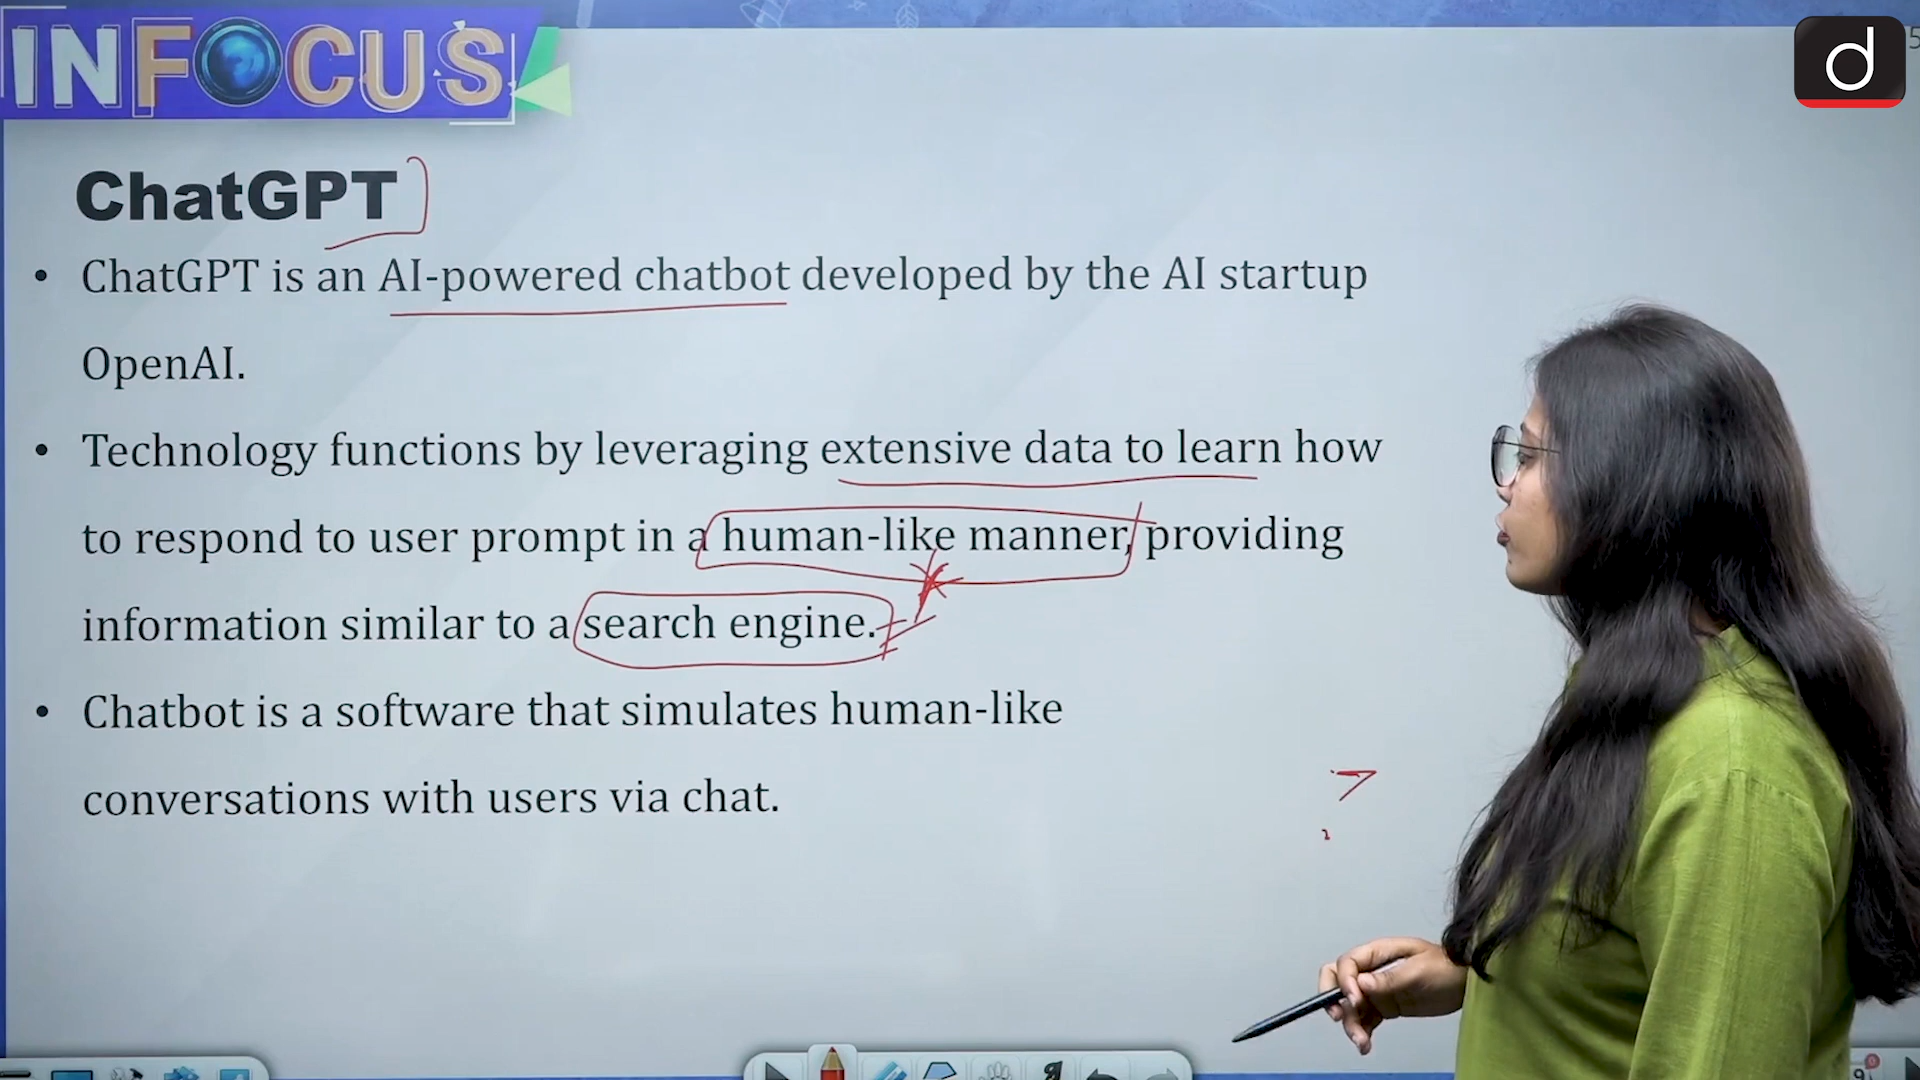 INFOCUS
d
5
ChatGPT
• ChatGPT is an AI-powered chatbot developed by the AI startup
OpenAI.
• Technology functions by leveraging extensive data to learn how
to respond to user prompt in a human-like manner, providing
information similar to a search engine.
• Chatbot is a software that simulates human-like
conversations with users via chat.